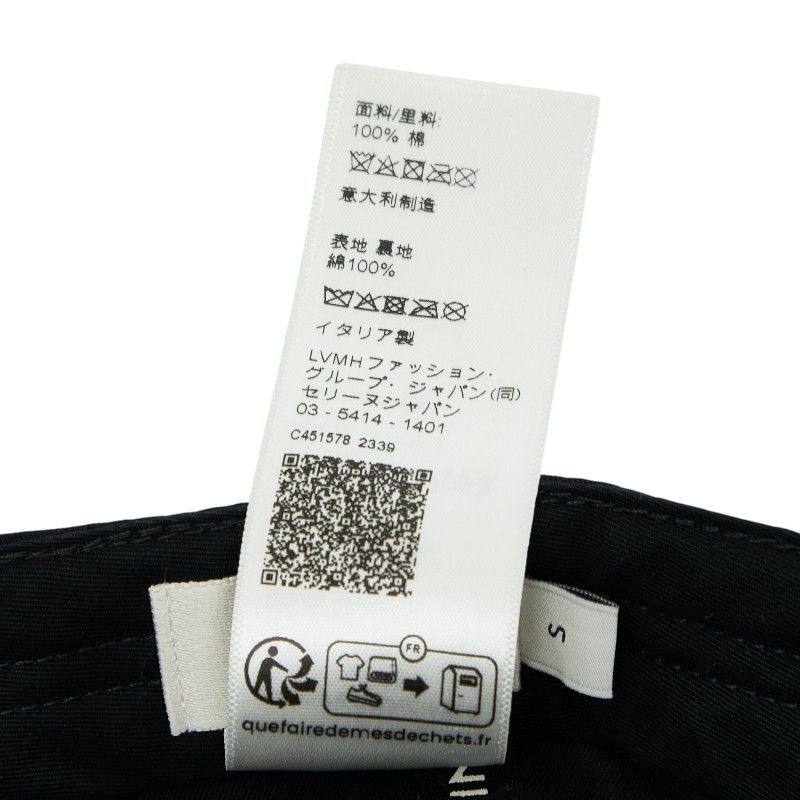 面料/里料:
100% 棉
意大利制造
表地 裏地
綿100%
イタリア製
LVMHファッション・
グループ・ジャパン(同)
セリーヌジャパン
03 - 5414 - 1401
C451578 2339
FR
quefairedemesdechets.fr
S